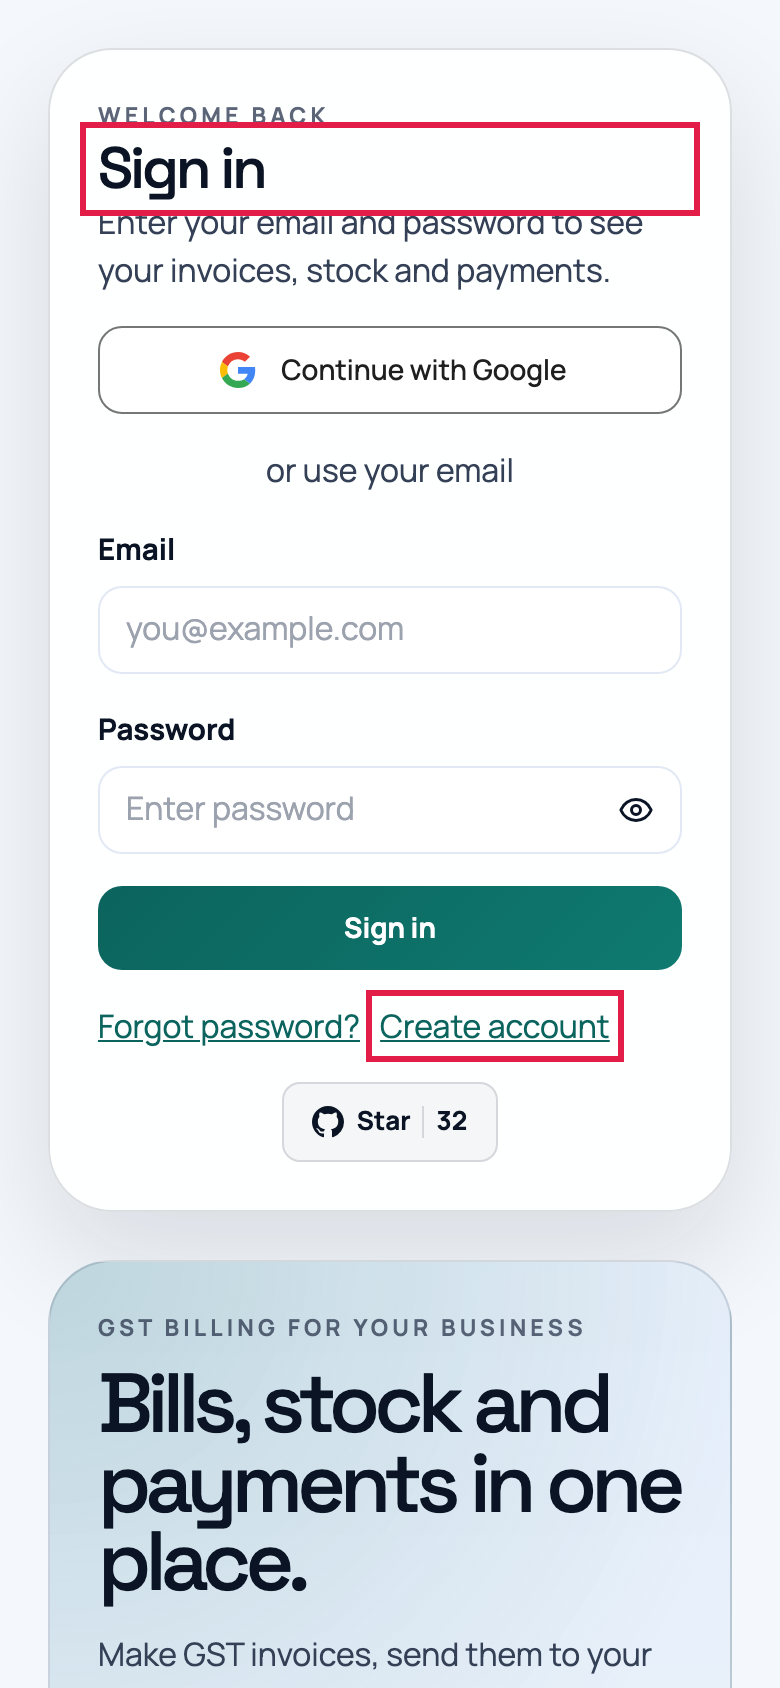 WELCOME BACK
Sign in
Enter your email and password to see
your invoices, stock and payments.
Continue with Google
or use your email
Email
you@example.com
Password
Enter password
Sign in
Forgot password? Create account
Star 32
GST BILLING FOR YOUR BUSINESS
Bills, stock and
payments in one
place.
Make GST invoices, send them to your